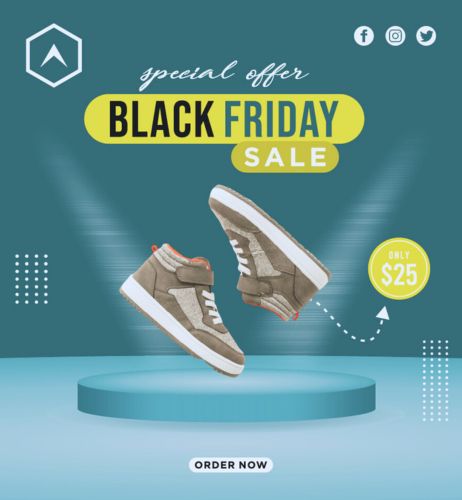 special offer
BLACK FRIDAY
SALE
ONLY
$25
ORDER NOW